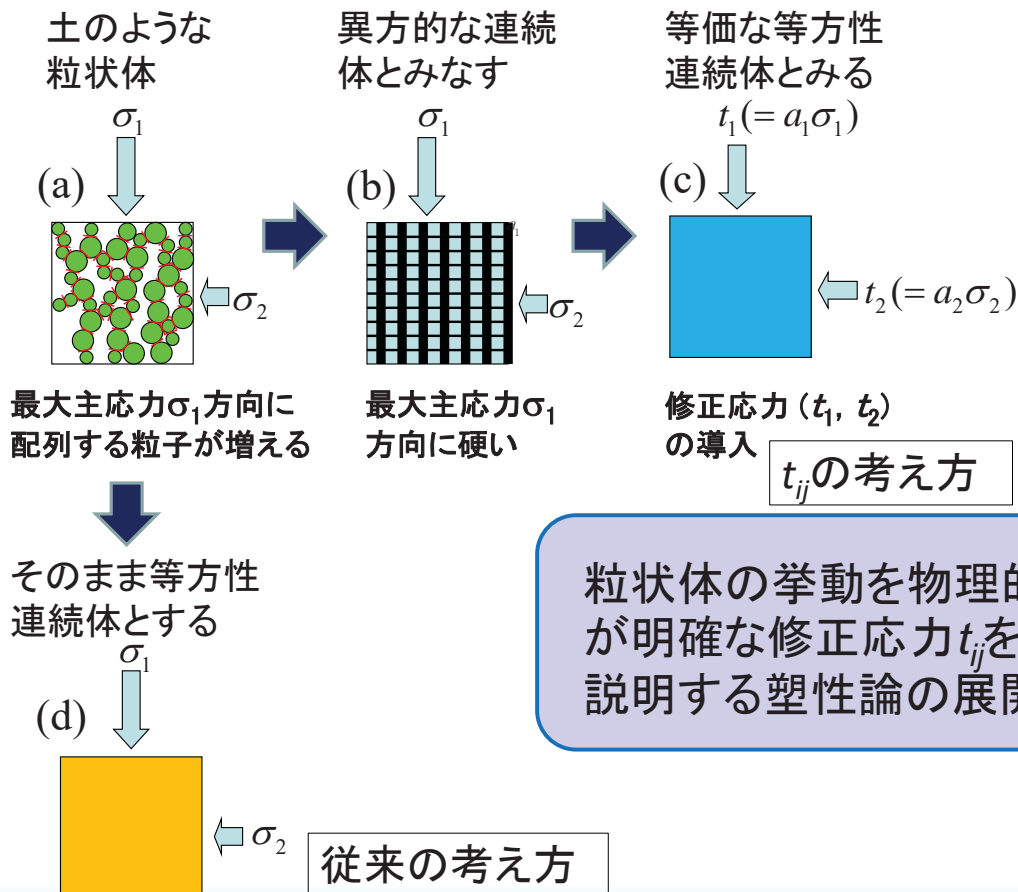 土のような
粒状体
σ1
(a)
σ2
最大主応力σ1方向に
配列する粒子が増える
異方的な連続
体とみなす
σ1
(b)
σ2
最大主応力σ1
方向に硬い
等価な等方性
連続体とみる
t1(= a1σ1)
(c)
t2(= a2σ2)
修正応力 (t1, t2)
の導入
tijの考え方
そのまま等方性
連続体とする
σ1
(d)
σ2
従来の考え方
粒状体の挙動を物理的
が明確な修正応力tijを
説明する塑性論の展開